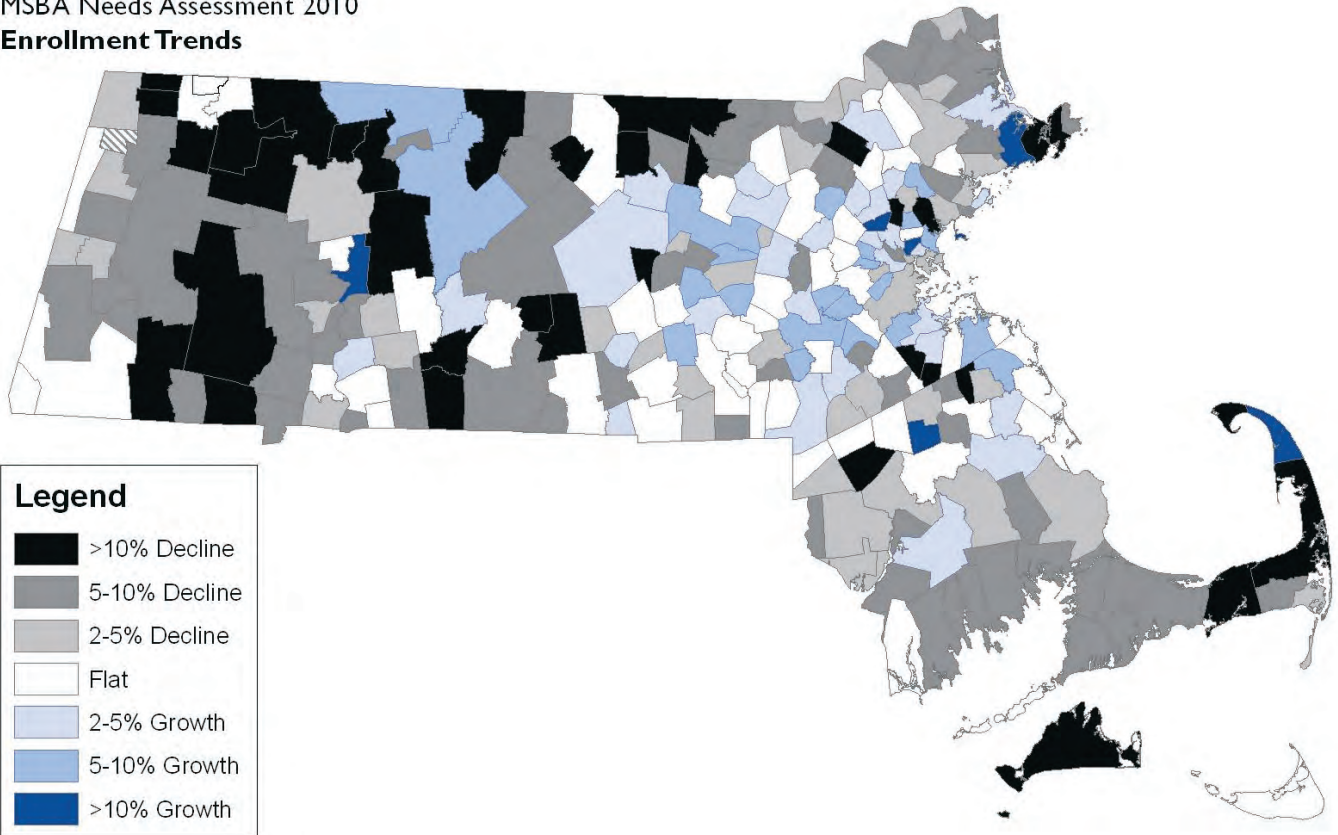 MSBA Needs Assessment 2010
Enrollment Trends
Legend
>10% Decline
5-10% Decline
2-5% Decline
Flat
2-5% Growth
5-10% Growth
>10% Growth